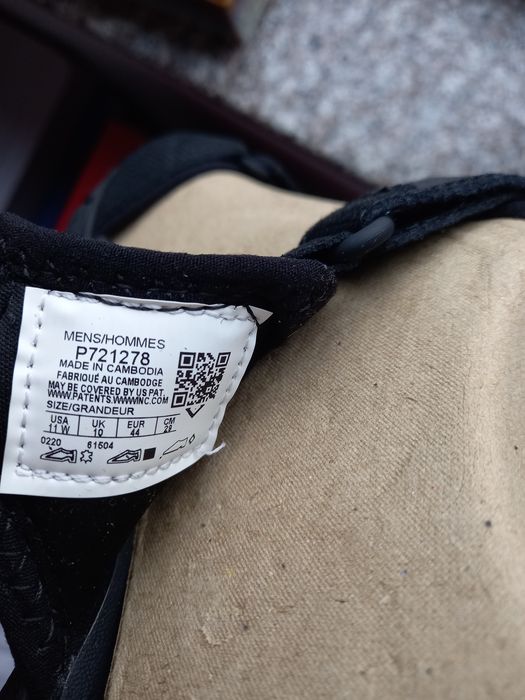 MENS/HOMMES
P721278
MADE IN CAMBODIA
FABRIQUÉ AU CAMBODGE
MAY BE COVERED BY US PAT.
WWW.PATENTS.WWWINC.COM
SIZE/GRANDEUR
USA UK EUR CM
11 W 10 44 29
0220 61504